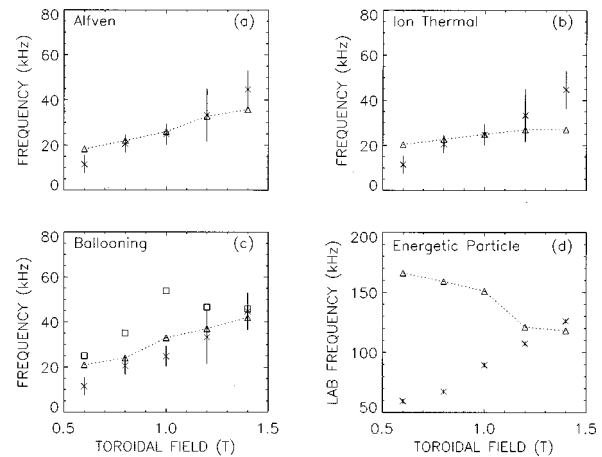 Alfven (a)
80
60
40
20
0
FREQUENCY (kHz)
Ion Thermal (b)
80
60
40
20
0
FREQUENCY (kHz)
Ballooning (c)
80
60
40
20
0
FREQUENCY (kHz)
0.5 1.0 1.5
TOROIDAL FIELD (T)
Energetic Particle (d)
200
150
100
50
LAB FREQUENCY (kHz)
0.5 1.0 1.5
TOROIDAL FIELD (T)